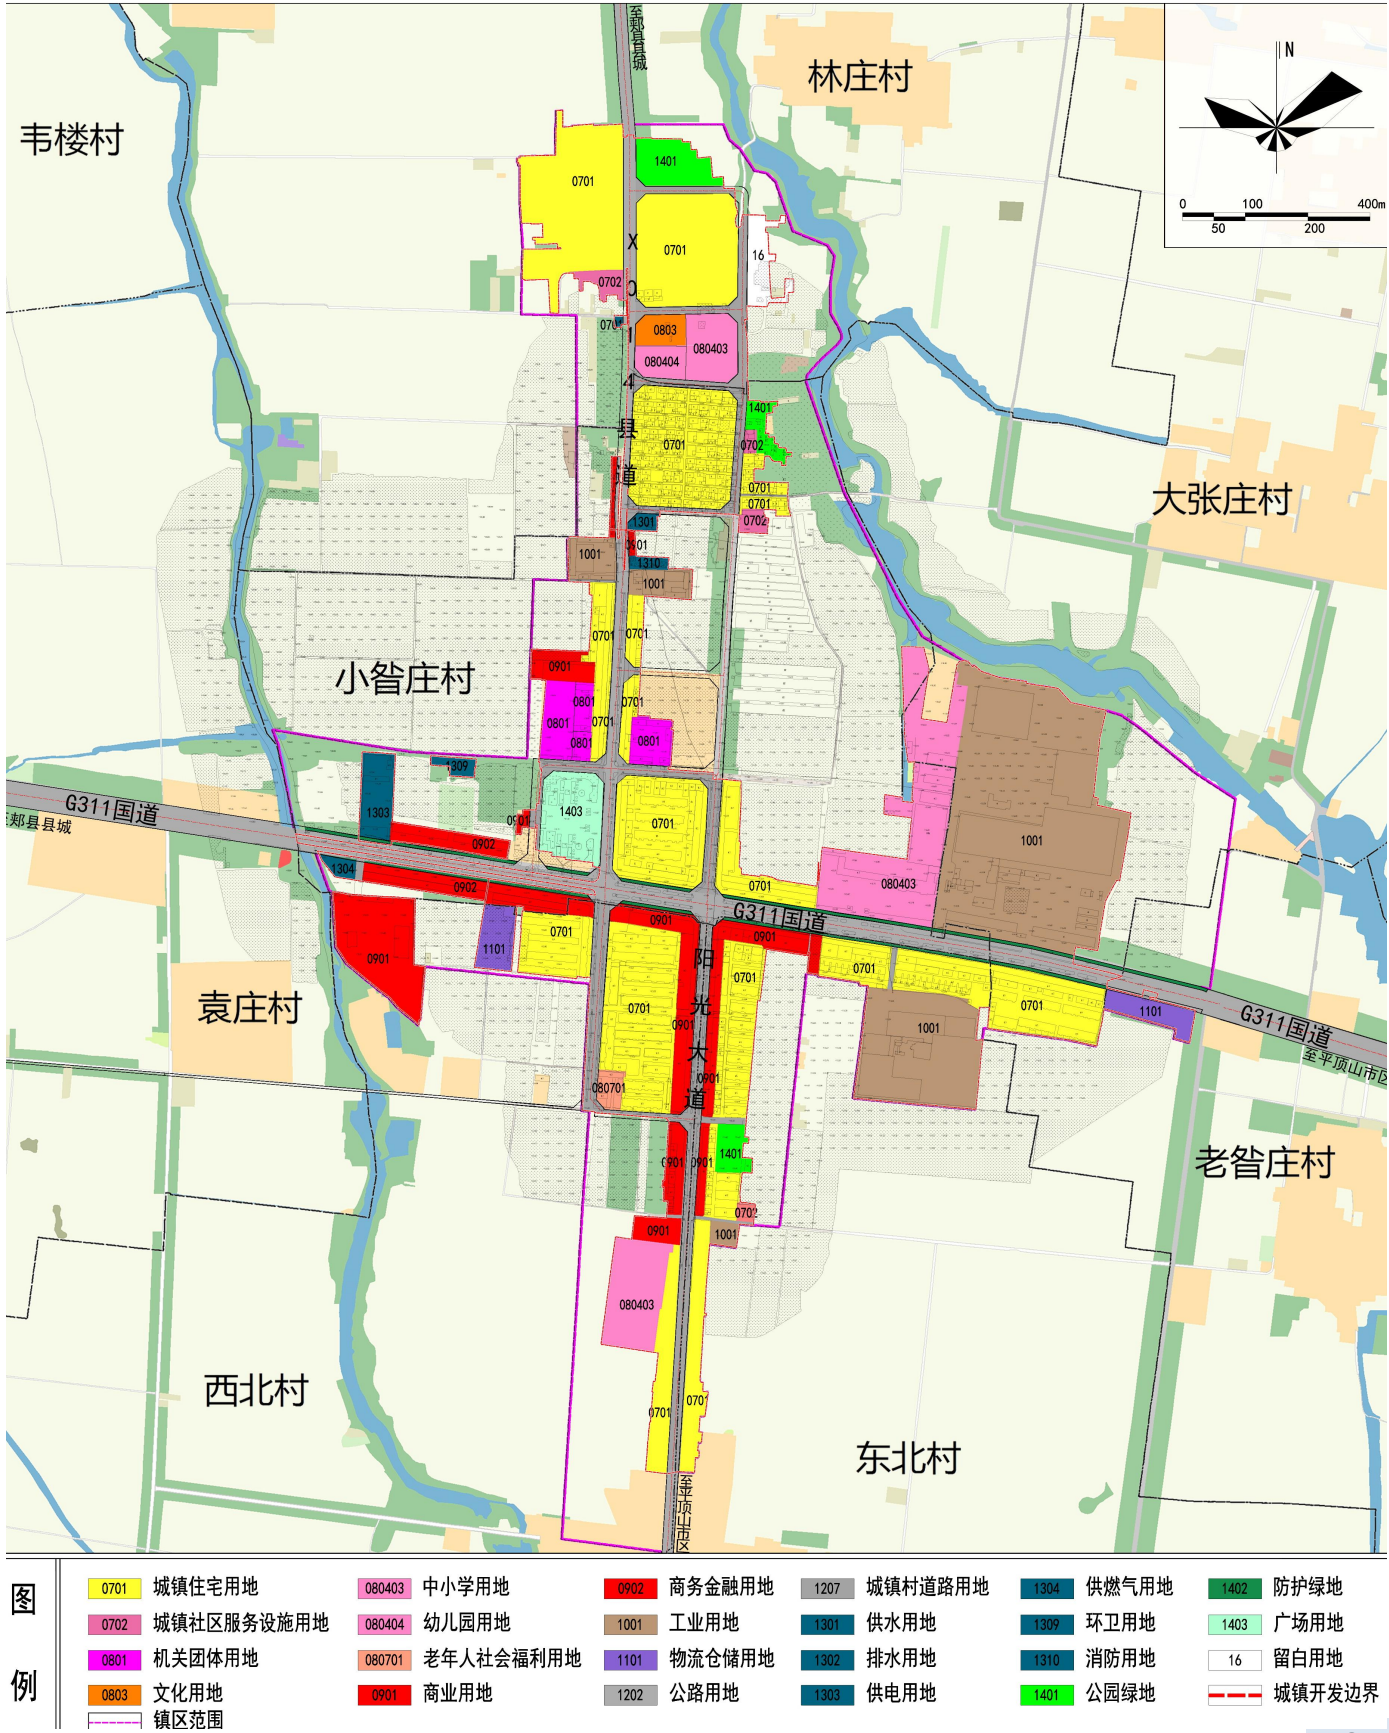 至郏县县城
林庄村
N
韦楼村
0 100 400m
50 200
1401
0701
0701
X
16
0702
C
070
1
0803
080403
080404
4
1401
县
0701
0702
道
0701
0701
大张庄村
1301
0702
1001
1310
1001
0701
0701
小昝庄村
0901
0801
0701
0801
0701
0801
0801
1309
G311国道
郏县县城
1303
1403
0901
0701
0902
1001
1304
0902
0701
080403
0901
G311国道
0901
0701
1101
0901
阳
0701
0701
袁庄村
0701
光
0701
0901
1001
1101
G311国道
大
至平顶山市区
0901
080701
道
0901
0901
1401
老昝庄村
0702
0901
1001
080403
西北村
0701
070
东北村
至平顶山市区
图例
0701 城镇住宅用地
0702 城镇社区服务设施用地
0801 机关团体用地
0803 文化用地
镇区范围
080403 中小学用地
080404 幼儿园用地
080701 老年人社会福利用地
0901 商业用地
0902 商务金融用地
1001 工业用地
1101 物流仓储用地
1202 公路用地
1207 城镇村道路用地
1301 供水用地
1302 排水用地
1303 供电用地
1304 供燃气用地
1309 环卫用地
1310 消防用地
1401 公园绿地
1402 防护绿地
1403 广场用地
16 留白用地
城镇开发边界